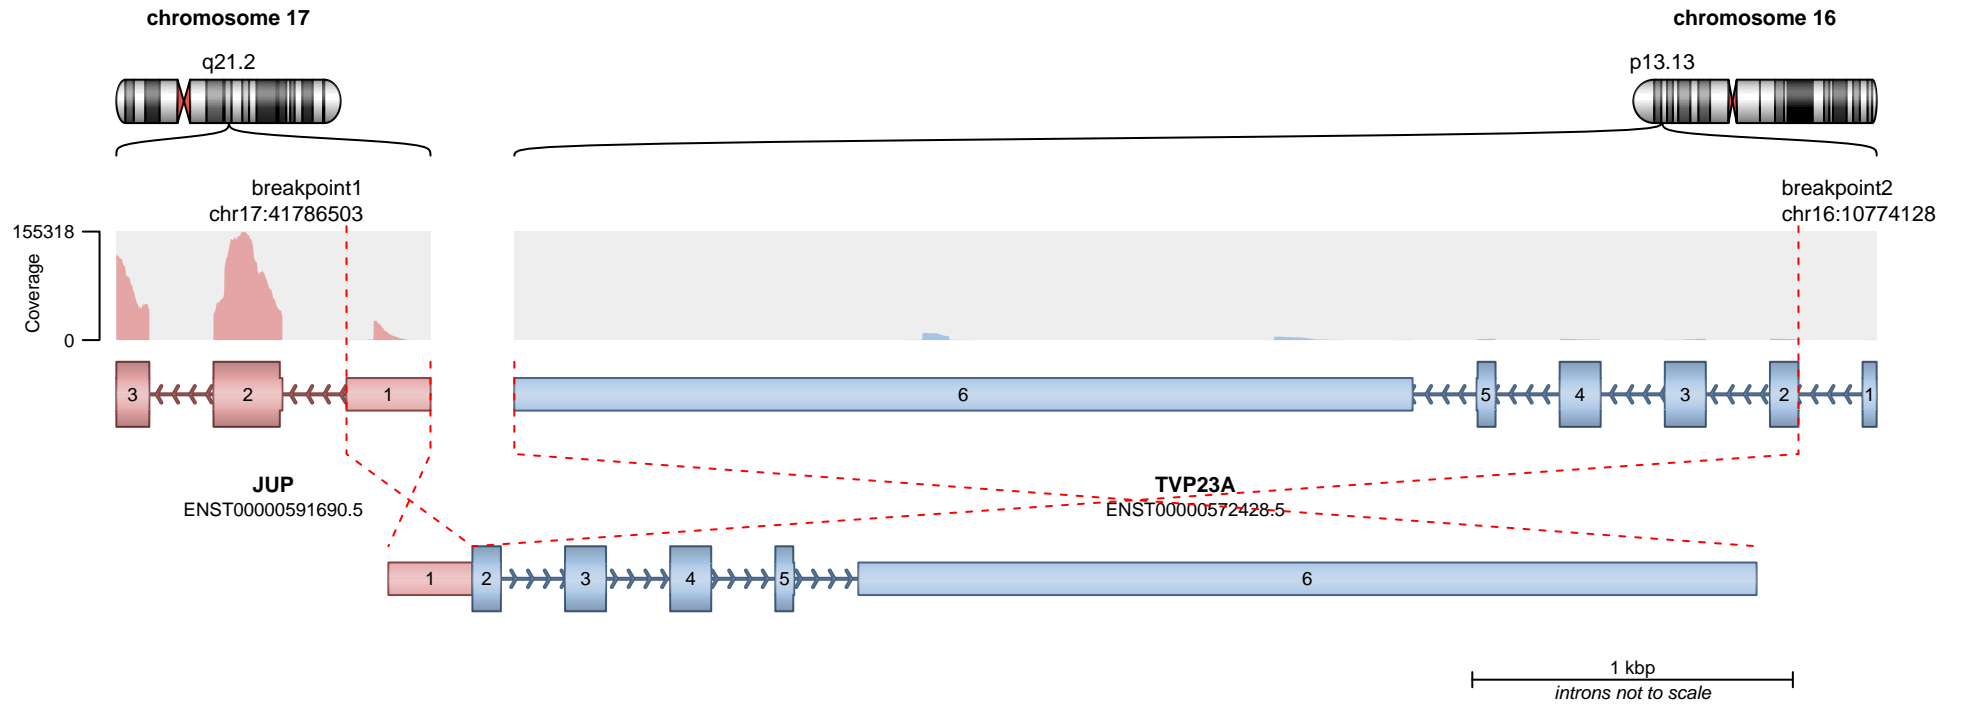 chromosome 17
chromosome 16
q21.2
p13.13
breakpoint1
chr17:41786503
breakpoint2
chr16:10774128
155318
Coverage
0
3 2 1 6 5 4 3 2 1
JUP
ENST00000591690.5
TVP23A
ENST00000572428.5
1 2 3 4 5 6
1 kbp
introns not to scale